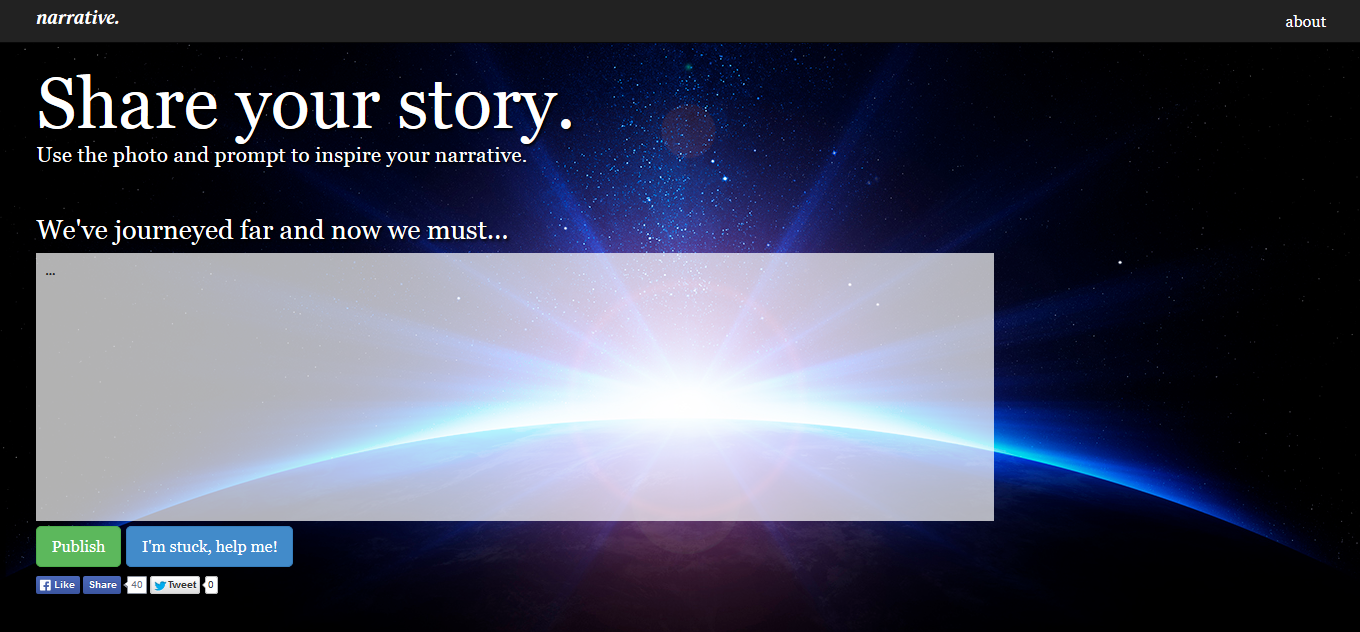 narrative.
about
Share your story.
Use the photo and prompt to inspire your narrative.
We've journeyed far and now we must...
...
Publish
I'm stuck, help me!
Like Share 40 Tweet 0